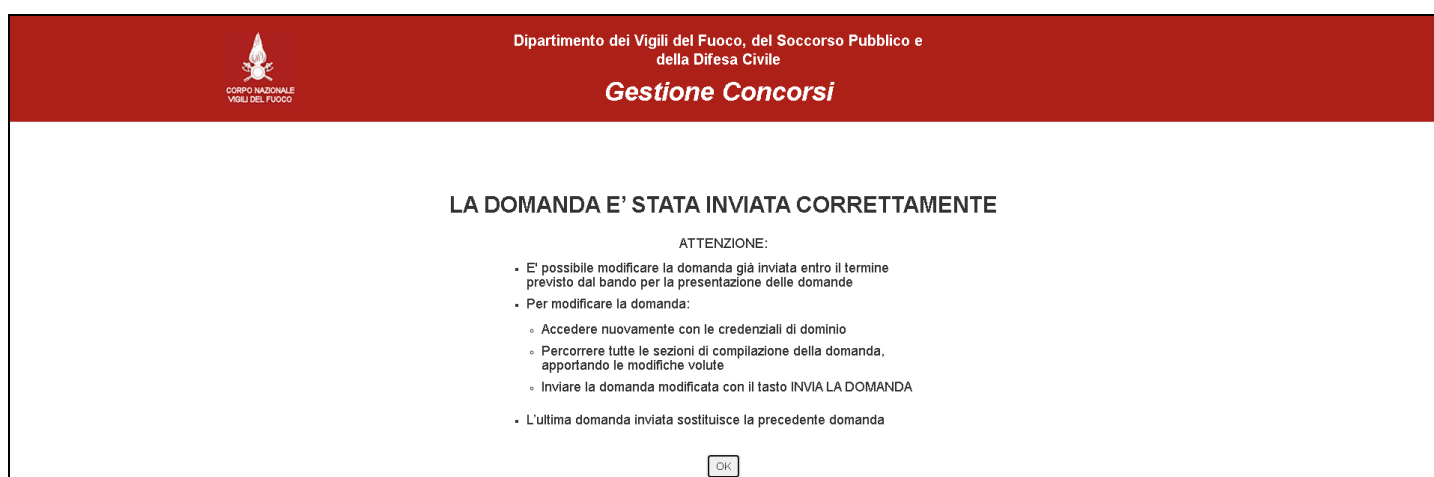 CORPO NAZIONALE
VIGILI DEL FUOCO
Dipartimento dei Vigili del Fuoco, del Soccorso Pubblico e
della Difesa Civile
Gestione Concorsi
LA DOMANDA E’ STATA INVIATA CORRETTAMENTE
ATTENZIONE:
▪ E' possibile modificare la domanda già inviata entro il termine
previsto dal bando per la presentazione delle domande
▪ Per modificare la domanda:
◦ Accedere nuovamente con le credenziali di dominio
◦ Percorrere tutte le sezioni di compilazione della domanda,
apportando le modifiche volute
◦ Inviare la domanda modificata con il tasto INVIA LA DOMANDA
▪ L’ultima domanda inviata sostituisce la precedente domanda
OK